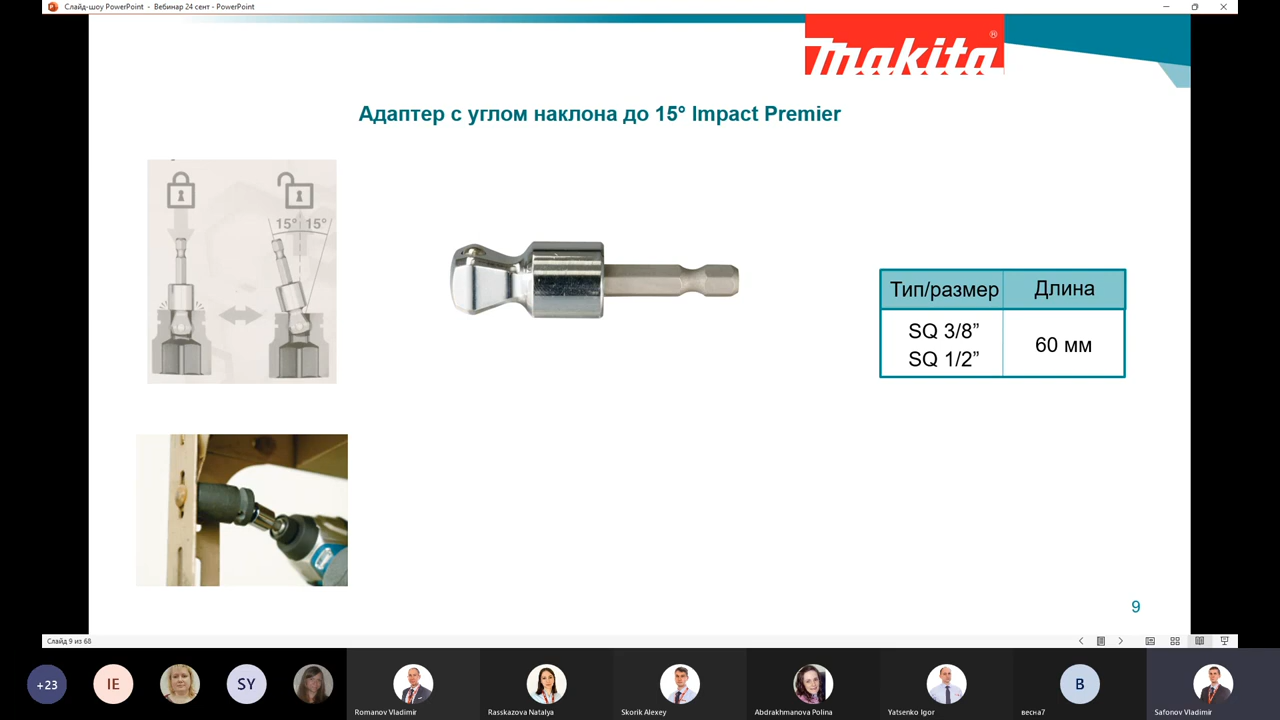 Слайд-шоу PowerPoint - Вебинар 24 сент - PowerPoint
makita®
Адаптер с углом наклона до 15° Impact Premier
15° 15°
Тип/размер Длина
SQ 3/8”
SQ 1/2”
60 мм
9
Слайд 9 из 68
+23
IE
SY
B
Romanov Vladimir
Rasskazova Natalya
Skorik Alexey
Abdrakhmanova Polina
Yatsenko Igor
весна7
Safonov Vladimir